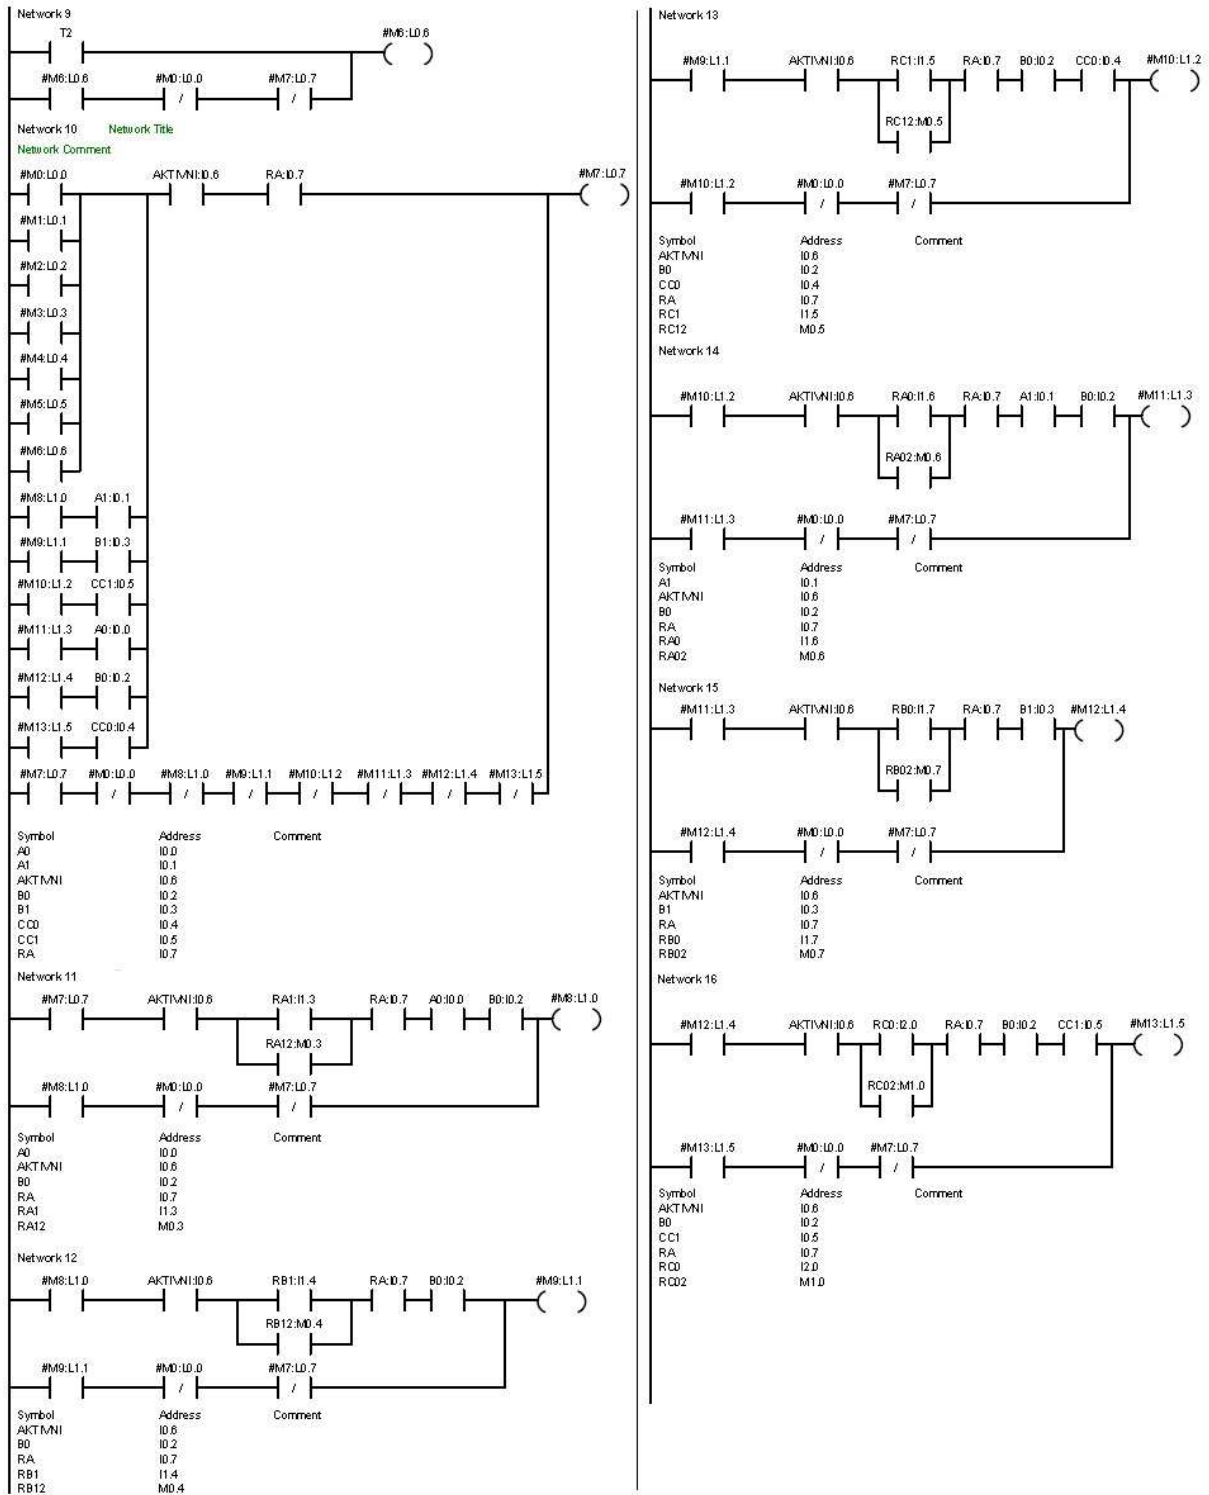 Network 9
T2
#M6:L0.6
#M6:L0.6 #M0:L0.0 #M7:L0.7
/ /
Network 10 Network Title
Network Comment
#M0:L0.0 AKTIVNI:I0.6 RA:I0.7 #M7:L0.7
#M1:L0.1
#M2:L0.2
#M3:L0.3
#M4:L0.4
#M5:L0.5
#M6:L0.6
#M8:L1.0 A1:I0.1
#M9:L1.1 B1:I0.3
#M10:L1.2 CC1:I0.5
#M11:L1.3 A0:I0.0
#M12:L1.4 B0:I0.2
#M13:L1.5 CC0:I0.4
#M7:L0.7 #M0:L0.0 #M8:L1.0 #M9:L1.1 #M10:L1.2 #M11:L1.3 #M12:L1.4 #M13:L1.5
/ / / / / / /
Symbol Address Comment
A0 I0.0
A1 I0.1
AKTIVNI I0.6
B0 I0.2
B1 I0.3
CC0 I0.4
CC1 I0.5
RA I0.7
Network 11
#M7:L0.7 AKTIVNI:I0.6 RA1:I1.3 RA:I0.7 A0:I0.0 B0:I0.2 #M8:L1.0
RA12:M0.3
#M8:L1.0 #M0:L0.0 #M7:L0.7
/ /
Symbol Address Comment
A0 I0.0
AKTIVNI I0.6
B0 I0.2
RA I0.7
RA1 I1.3
RA12 M0.3
Network 12
#M8:L1.0 AKTIVNI:I0.6 RB1:I1.4 RA:I0.7 B0:I0.2 #M9:L1.1
RB12:M0.4
#M9:L1.1 #M0:L0.0 #M7:L0.7
/ /
Symbol Address Comment
AKTIVNI I0.6
B0 I0.2
RA I0.7
RB1 I1.4
RB12 M0.4
Network 13
#M9:L1.1 AKTIVNI:I0.6 RC1:I1.5 RA:I0.7 B0:I0.2 CC0:I0.4 #M10:L1.2
RC12:M0.5
#M10:L1.2 #M0:L0.0 #M7:L0.7
/ /
Symbol Address Comment
AKTIVNI I0.6
B0 I0.2
CC0 I0.4
RA I0.7
RC1 I1.5
RC12 M0.5
Network 14
#M10:L1.2 AKTIVNI:I0.6 RA0:I1.6 RA:I0.7 A1:I0.1 B0:I0.2 #M11:L1.3
RA02:M0.6
#M11:L1.3 #M0:L0.0 #M7:L0.7
/ /
Symbol Address Comment
A1 I0.1
AKTIVNI I0.6
B0 I0.2
RA I0.7
RA0 I1.6
RA02 M0.6
Network 15
#M11:L1.3 AKTIVNI:I0.6 RB0:I1.7 RA:I0.7 B1:I0.3 #M12:L1.4
RB02:M0.7
#M12:L1.4 #M0:L0.0 #M7:L0.7
/ /
Symbol Address Comment
AKTIVNI I0.6
B1 I0.3
RA I0.7
RB0 I1.7
RB02 M0.7
Network 16
#M12:L1.4 AKTIVNI:I0.6 RC0:I2.0 RA:I0.7 B0:I0.2 CC1:I0.5 #M13:L1.5
RC02:M1.0
#M13:L1.5 #M0:L0.0 #M7:L0.7
/ /
Symbol Address Comment
AKTIVNI I0.6
B0 I0.2
CC1 I0.5
RA I0.7
RC0 I2.0
RC02 M1.0